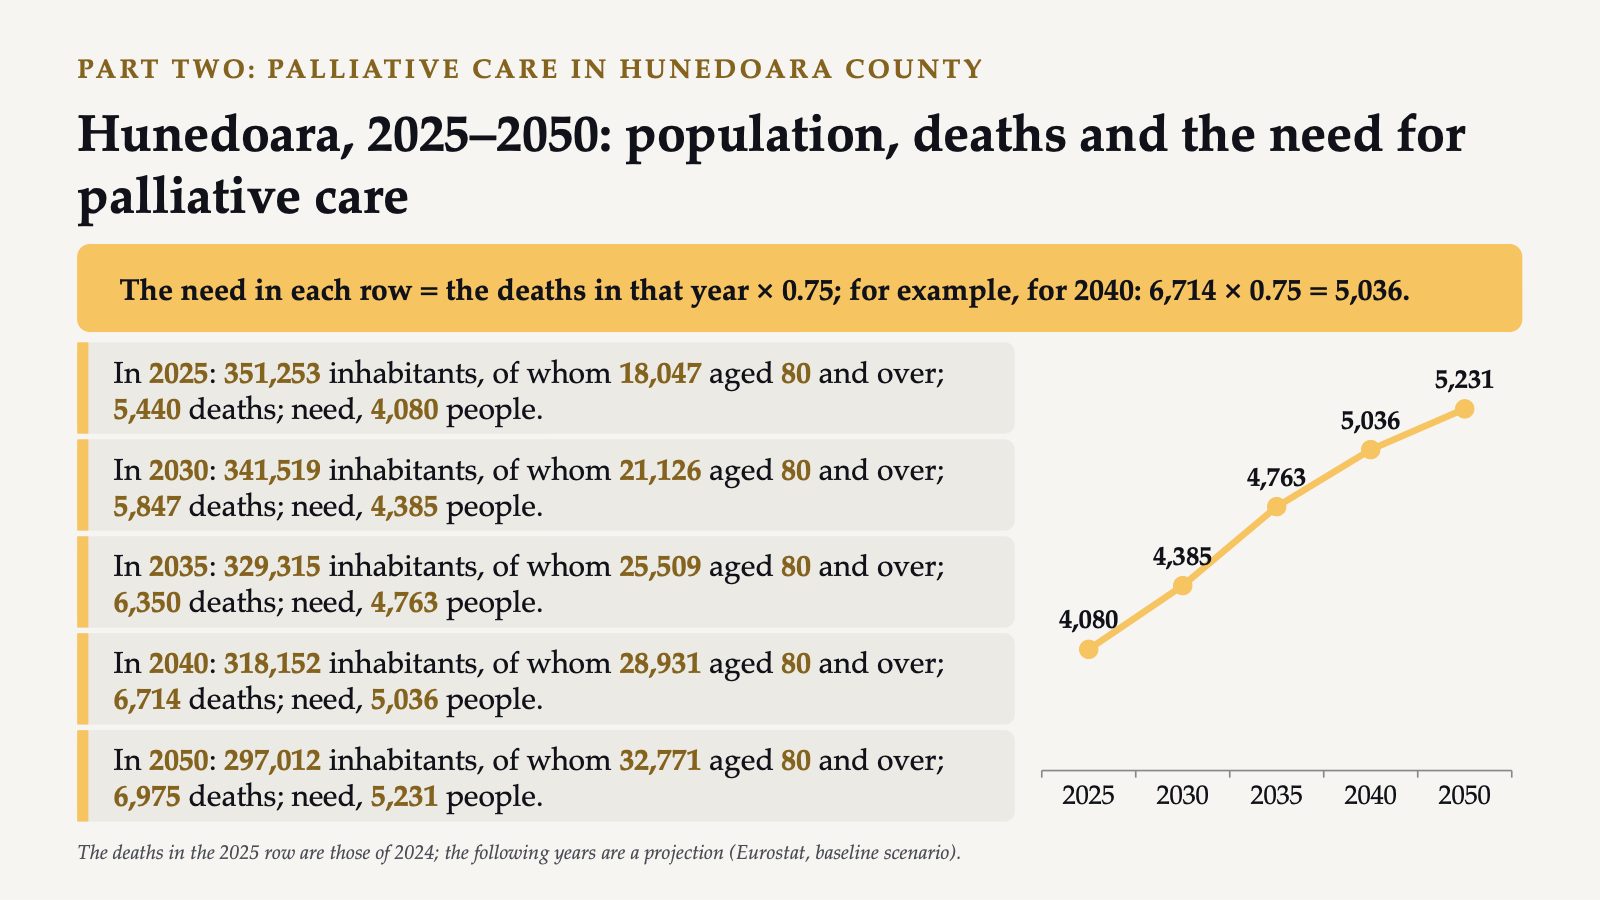 PART TWO: PALLIATIVE CARE IN HUNEDOARA COUNTY
Hunedoara, 2025–2050: population, deaths and the need for
palliative care
The need in each row = the deaths in that year × 0.75; for example, for 2040: 6,714 × 0.75 = 5,036.
In 2025: 351,253 inhabitants, of whom 18,047 aged 80 and over;
5,440 deaths; need, 4,080 people.
In 2030: 341,519 inhabitants, of whom 21,126 aged 80 and over;
5,847 deaths; need, 4,385 people.
In 2035: 329,315 inhabitants, of whom 25,509 aged 80 and over;
6,350 deaths; need, 4,763 people.
In 2040: 318,152 inhabitants, of whom 28,931 aged 80 and over;
6,714 deaths; need, 5,036 people.
In 2050: 297,012 inhabitants, of whom 32,771 aged 80 and over;
6,975 deaths; need, 5,231 people.
5,231
5,036
4,763
4,385
4,080
2025 2030 2035 2040 2050
The deaths in the 2025 row are those of 2024; the following years are a projection (Eurostat, baseline scenario).